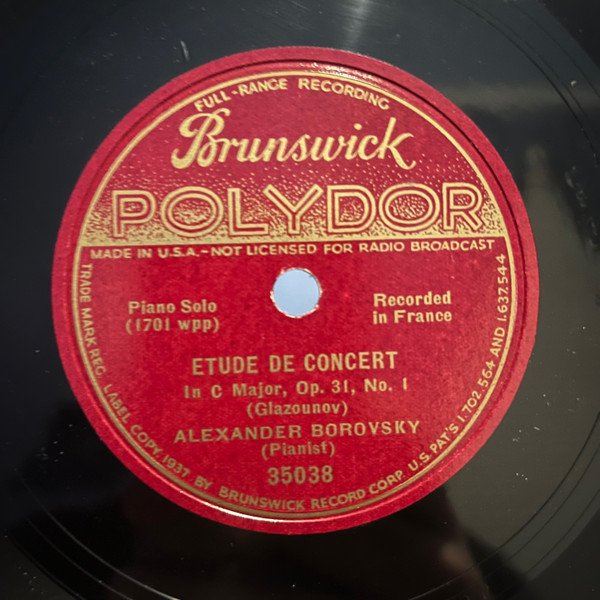 FULL-RANGE RECORDING
Brunswick
POLYDOR
MADE IN U.S.A.-NOT LICENSED FOR RADIO BROADCAST
Piano Solo
(1701 wpp)
Recorded
in France
ETUDE DE CONCERT
In C Major, Op. 31, No. 1
(Glazounov)
ALEXANDER BOROVSKY
(Pianist)
35038
TRADE MARK REG. LABEL COPY. 1937 BY BRUNSWICK RECORD CORP. U.S. PAT'S 1.702.564 AND 1.637.544